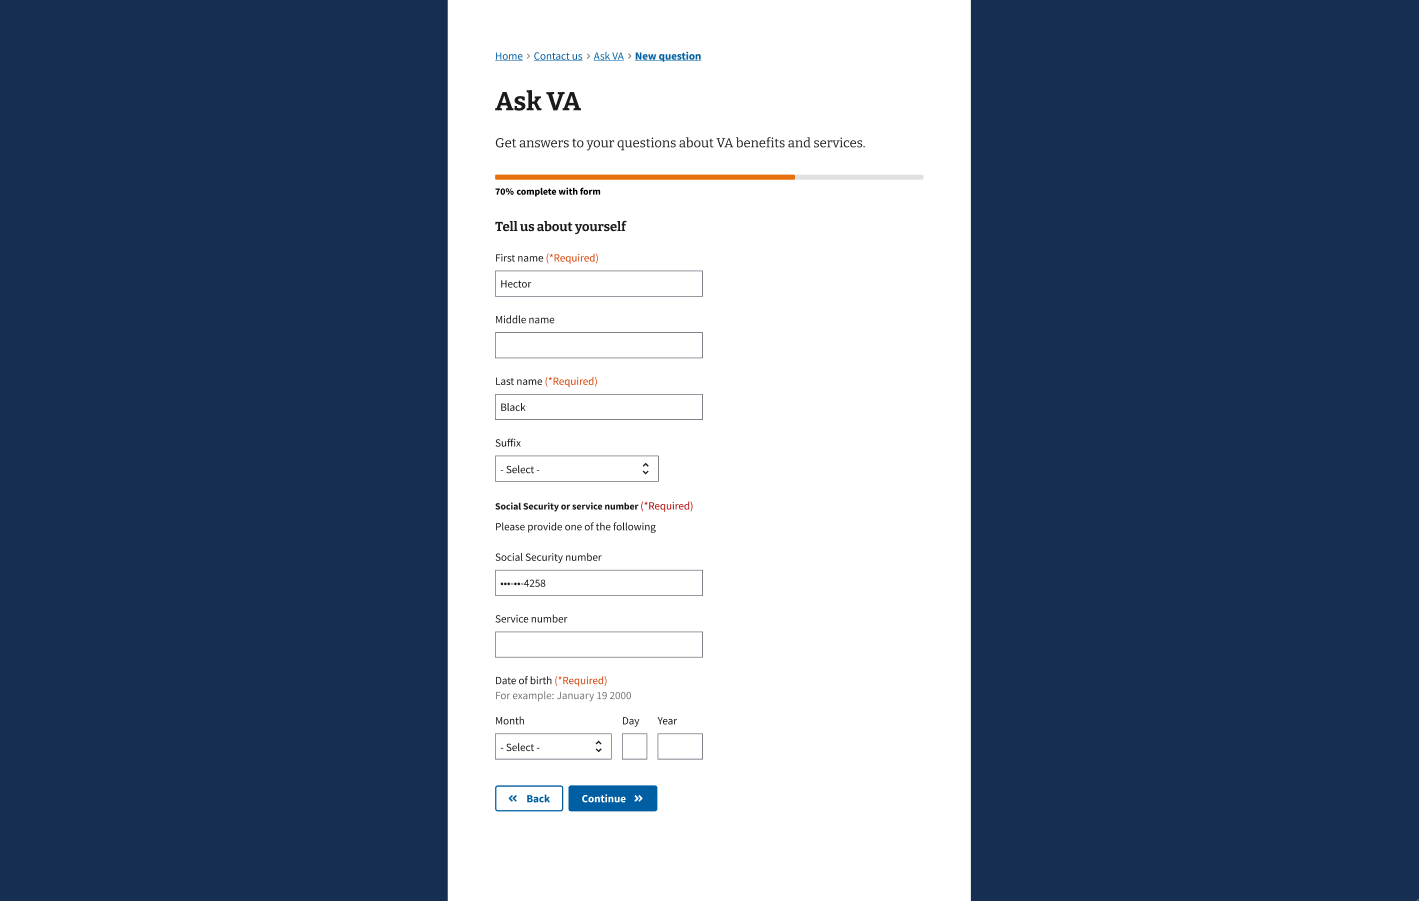 Home › Contact us › Ask VA › New question
Ask VA
Get answers to your questions about VA benefits and services.
70% complete with form
Tell us about yourself
First name (*Required)
Hector
Middle name
Last name (*Required)
Black
Suffix
- Select -
Social Security or service number (*Required)
Please provide one of the following
Social Security number
•••-••-4258
Service number
Date of birth (*Required)
For example: January 19 2000
Month Day Year
- Select -
« Back Continue »